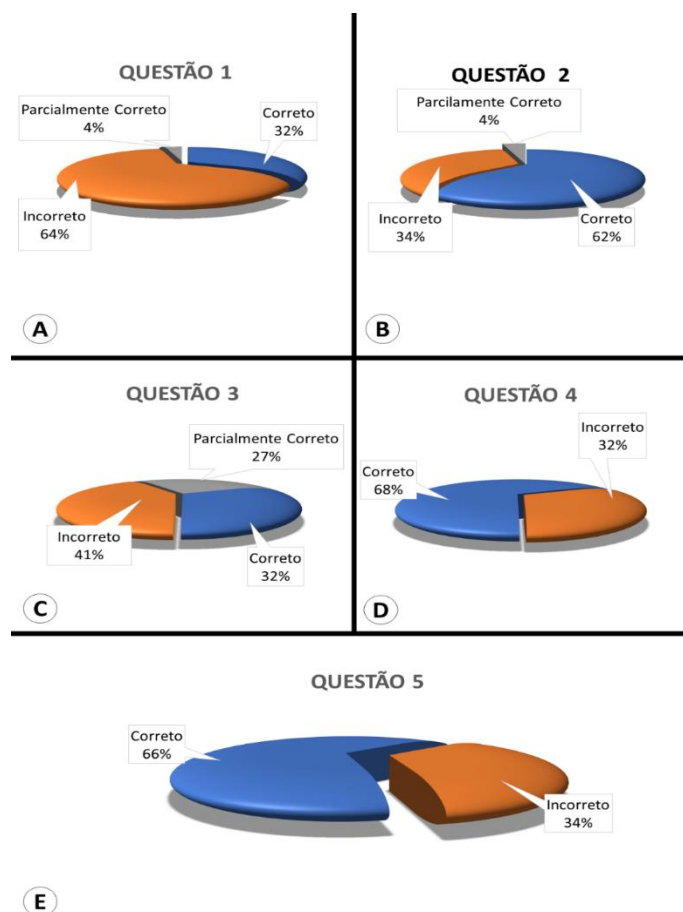 QUESTÃO 1
Parcialmente Correto
4%
Correto
32%
Incorreto
64%
A
QUESTÃO 2
Parcilamente Correto
4%
Incorreto
34%
Correto
62%
B
QUESTÃO 3
Parcialmente Correto
27%
Incorreto
41%
Correto
32%
C
QUESTÃO 4
Incorreto
32%
Correto
68%
D
QUESTÃO 5
Correto
66%
Incorreto
34%
E